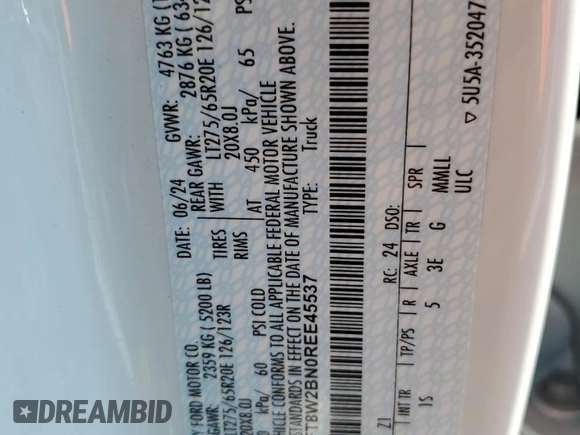 Y FORD MOTOR CO. DATE: 06/24 GVWR: 4763 KG
GAWR: 2359 KG ( 5200 LB) REAR GAWR: 2876 KG ( 634
LT275/65R20E 126/123R TIRES WITH LT275/65R20E 126/12
20X8.0J RIMS 20X8.0J
kPa/ 60 PSI COLD AT 450 kPa/ 65 PS
VEHICLE CONFORMS TO ALL APPLICABLE FEDERAL MOTOR VEHICLE
STANDARDS IN EFFECT ON THE DATE OF MANUFACTURE SHOWN ABOVE.
FT8W2BN0REE45537 TYPE: Truck
Z1 RC: 24 DSO:
INT TR TP/PS R AXLE TR SPR
1S 5 3E G MMLL
ULC
▽ 5U5A-352047
DREAMBID